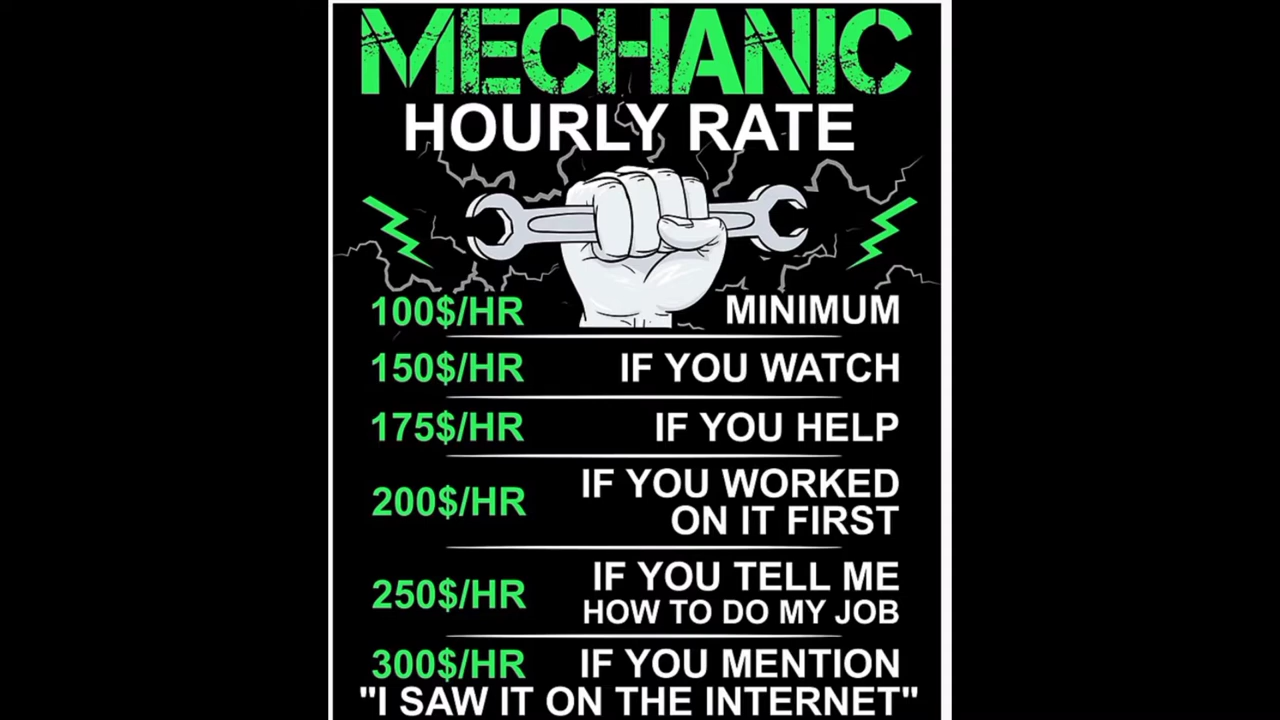 MECHANIC
HOURLY RATE
100$/HR MINIMUM
150$/HR IF YOU WATCH
175$/HR IF YOU HELP
200$/HR IF YOU WORKED
ON IT FIRST
250$/HR IF YOU TELL ME
HOW TO DO MY JOB
300$/HR IF YOU MENTION
"I SAW IT ON THE INTERNET"